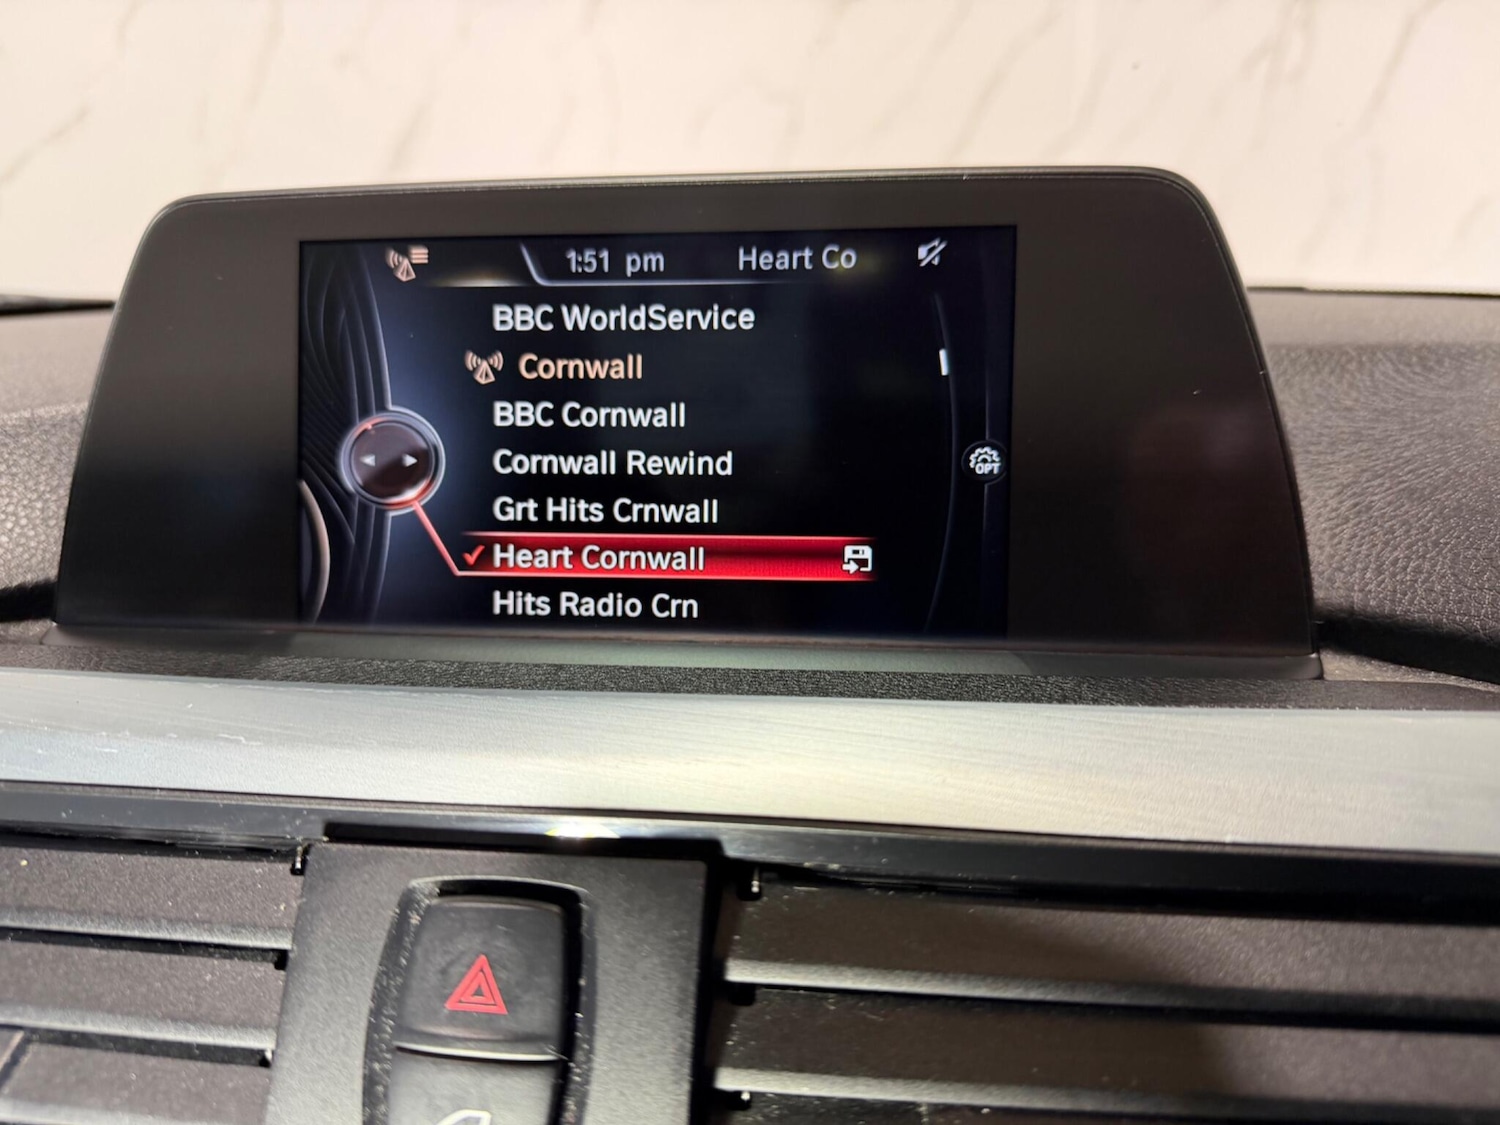 1:51 pm Heart Co
BBC WorldService
Cornwall
BBC Cornwall
Cornwall Rewind
Grt Hits Crnwall
Heart Cornwall
Hits Radio Crn
OPT